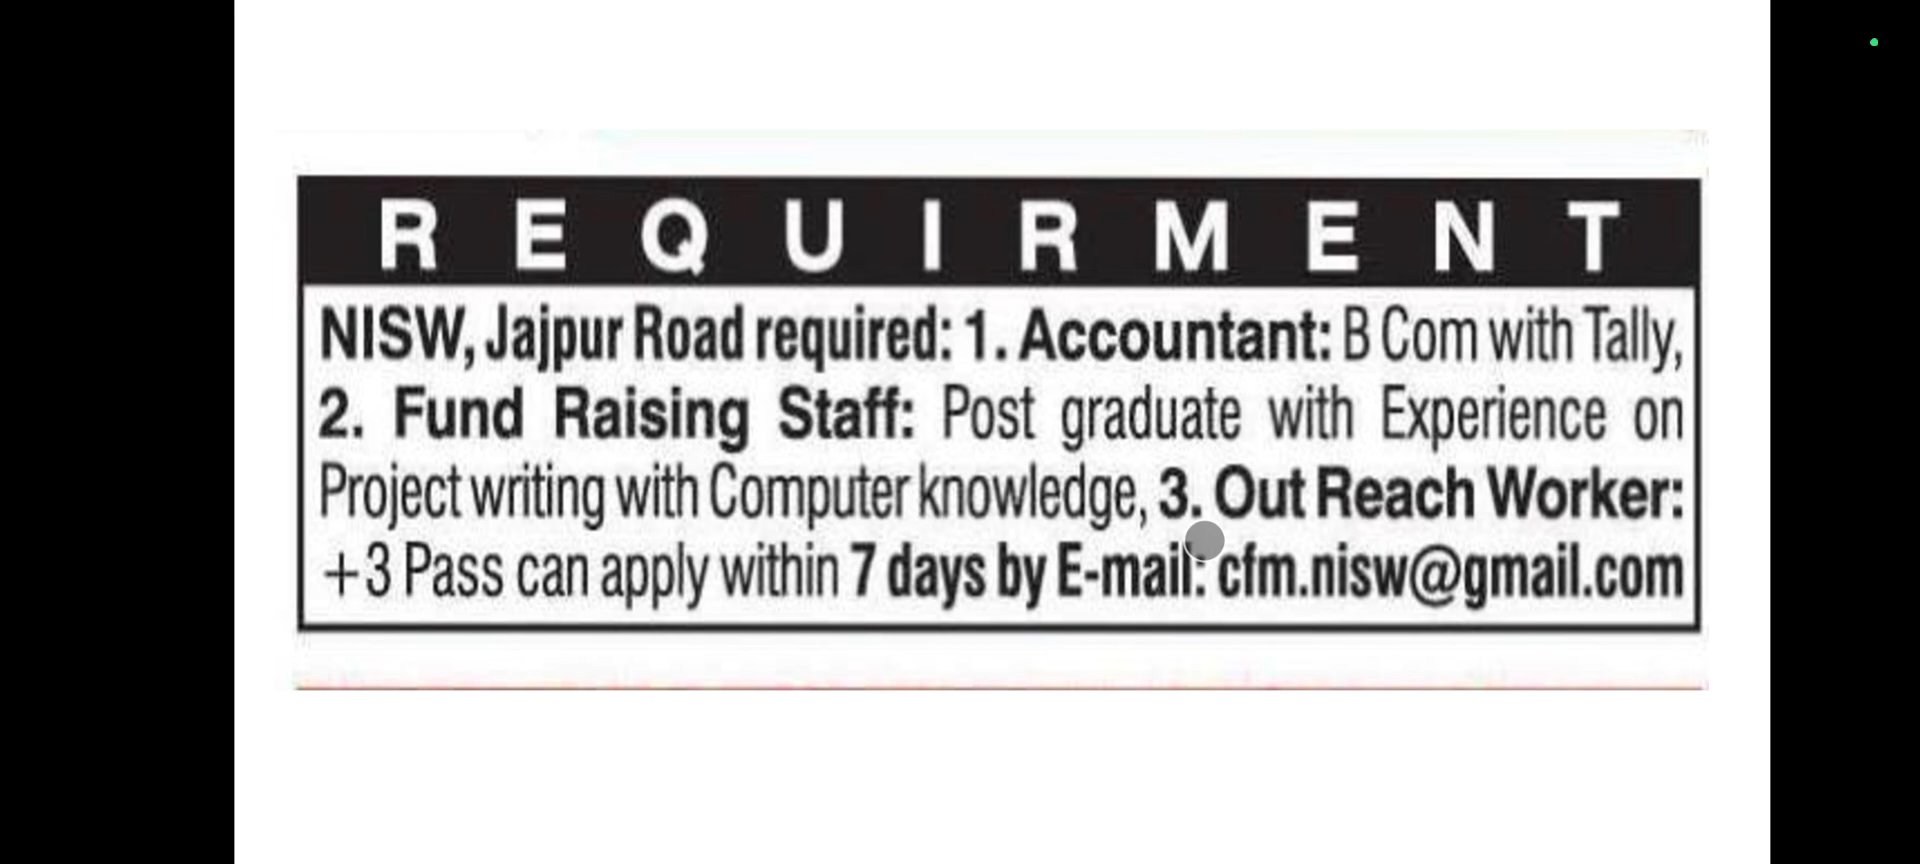 REQUIRMENT
NISW, Jajpur Road required: 1. Accountant: B Com with Tally,
2. Fund Raising Staff: Post graduate with Experience on
Project writing with Computer knowledge, 3. Out Reach Worker:
+3 Pass can apply within 7 days by E-mail: cfm.nisw@gmail.com